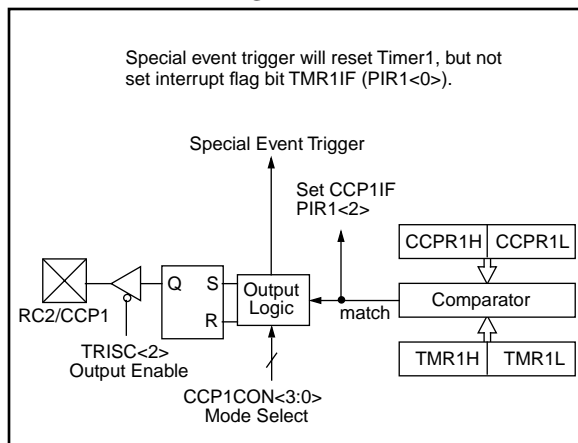 Special event trigger will reset Timer1, but not
set interrupt flag bit TMR1IF (PIR1<0>).
Special Event Trigger
Set CCP1IF
PIR1<2>
CCPR1H CCPR1L
Q S Output
Logic
R
match
Comparator
RC2/CCP1
TRISC<2>
Output Enable
TMR1H TMR1L
CCP1CON<3:0>
Mode Select